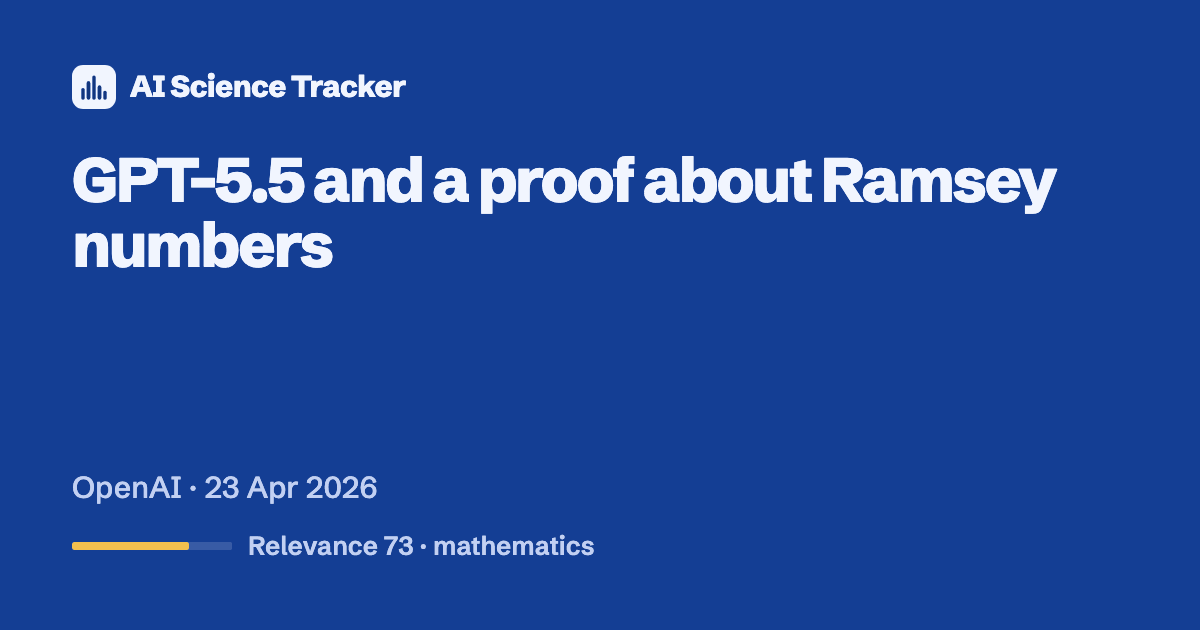 AI Science Tracker
GPT-5.5 and a proof about Ramsey
numbers
OpenAI · 23 Apr 2026
Relevance 73 · mathematics